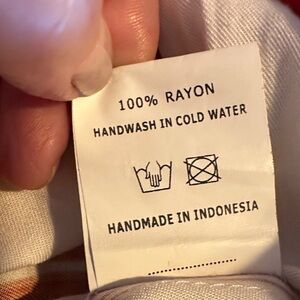 100% RAYON
HANDWASH IN COLD WATER
HANDMADE IN INDONESIA